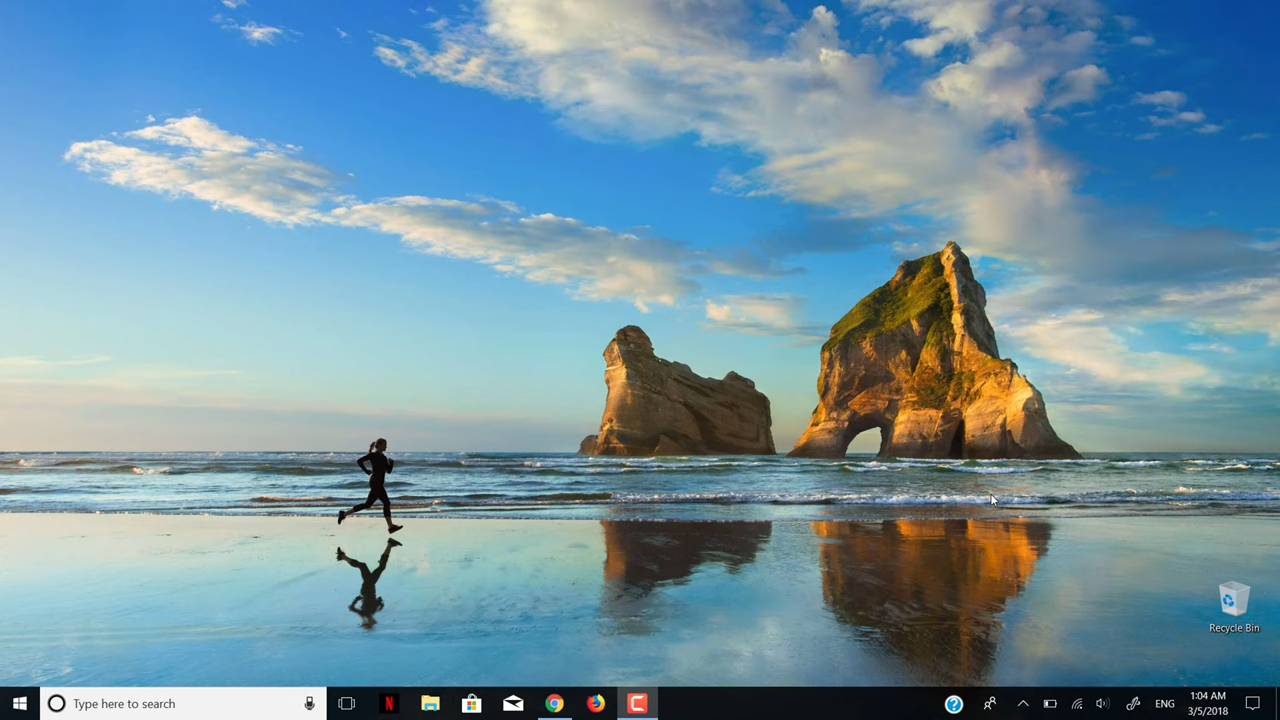 Recycle Bin
Type here to search
N
ENG
1:04 AM
3/5/2018